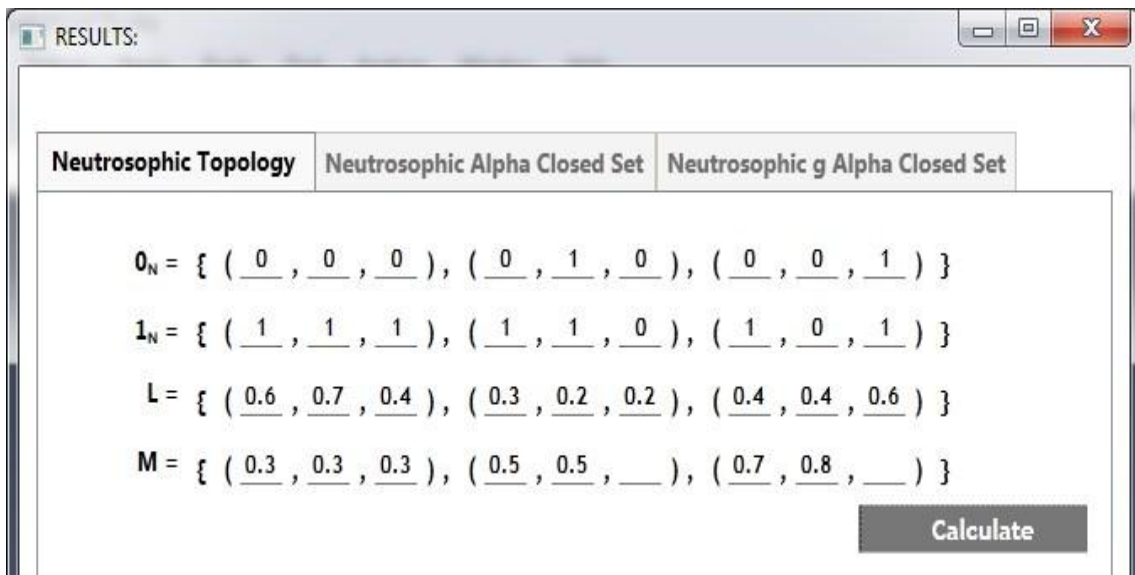 RESULTS:
Neutrosophic Topology Neutrosophic Alpha Closed Set Neutrosophic g Alpha Closed Set
0N = { ( 0 , 0 , 0 ), ( 0 , 1 , 0 ), ( 0 , 0 , 1 ) }
1N = { ( 1 , 1 , 1 ), ( 1 , 1 , 0 ), ( 1 , 0 , 1 ) }
L = { ( 0.6 , 0.7 , 0.4 ), ( 0.3 , 0.2 , 0.2 ), ( 0.4 , 0.4 , 0.6 ) }
M = { ( 0.3 , 0.3 , 0.3 ), ( 0.5 , 0.5 , __ ), ( 0.7 , 0.8 , __ ) }
Calculate